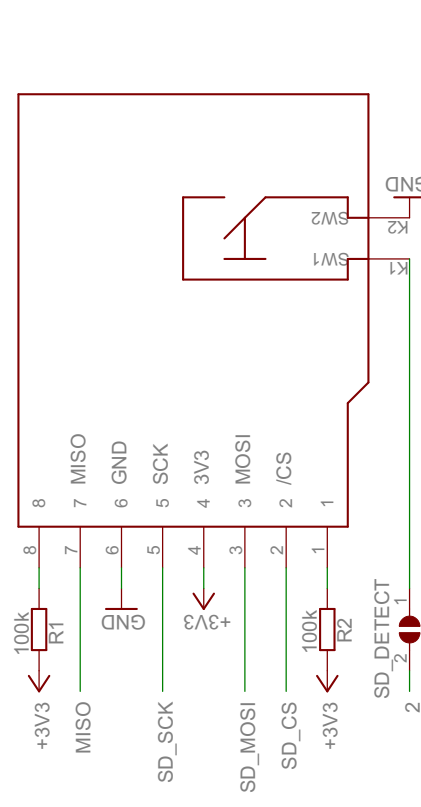 GND
SW2
K2
SW1
K1
MISO
GND
SCK
3V3
MOSI
/CS
8
7
6
5
4
3
2
1
8
7
6
5
4
3
2
1
100k
R1
GND
+3V3
100k
R2
SD_DETECT
1
2
+3V3
MISO
SD_SCK
SD_MOSI
SD_CS
+3V3
2